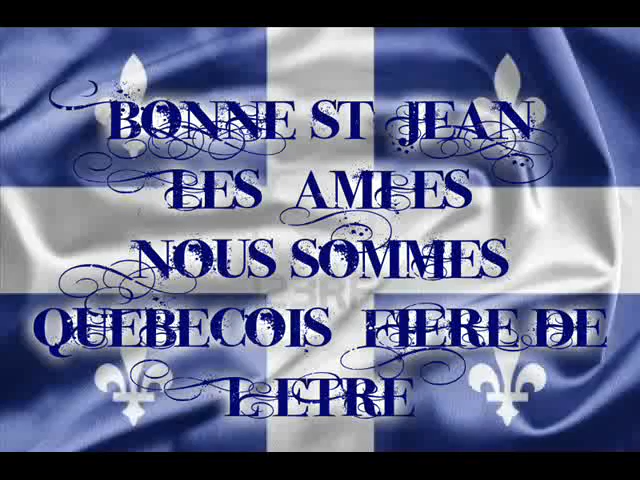 BONNE ST JEAN
LES AMIES
NOUS SOMMES
QUEBECOIS FIERE DE
L'ETRE